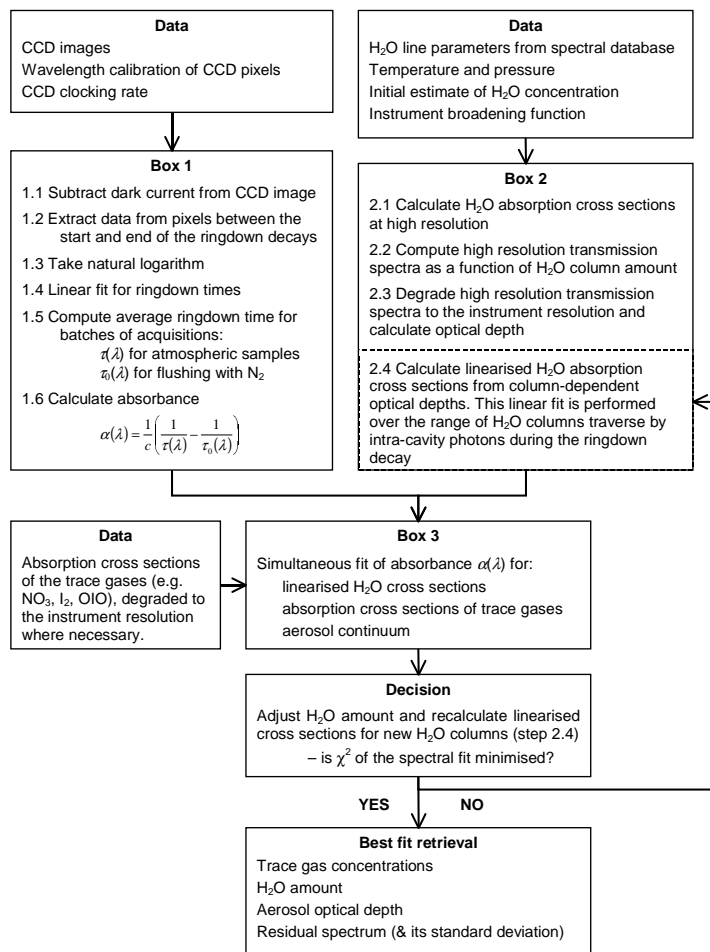 Data
CCD images
Wavelength calibration of CCD pixels
CCD clocking rate
Data
H₂O line parameters from spectral database
Temperature and pressure
Initial estimate of H₂O concentration
Instrument broadening function
Box 1
1.1 Subtract dark current from CCD image
1.2 Extract data from pixels between the
start and end of the ringdown decays
1.3 Take natural logarithm
1.4 Linear fit for ringdown times
1.5 Compute average ringdown time for
batches of acquisitions:
τ(λ) for atmospheric samples
τ₀(λ) for flushing with N₂
1.6 Calculate absorbance
α(λ) = 1/c (1/τ(λ) − 1/τ₀(λ))
Box 2
2.1 Calculate H₂O absorption cross sections
at high resolution
2.2 Compute high resolution transmission
spectra as a function of H₂O column amount
2.3 Degrade high resolution transmission
spectra to the instrument resolution and
calculate optical depth
2.4 Calculate linearised H₂O absorption
cross sections from column-dependent
optical depths. This linear fit is performed
over the range of H₂O columns traverse by
intra-cavity photons during the ringdown
decay
Data
Absorption cross sections
of the trace gases (e.g.
NO₃, I₂, OIO), degraded to
the instrument resolution
where necessary.
Box 3
Simultaneous fit of absorbance α(λ) for:
linearised H₂O cross sections
absorption cross sections of trace gases
aerosol continuum
Decision
Adjust H₂O amount and recalculate linearised
cross sections for new H₂O columns (step 2.4)
– is χ² of the spectral fit minimised?
YES NO
Best fit retrieval
Trace gas concentrations
H₂O amount
Aerosol optical depth
Residual spectrum (& its standard deviation)